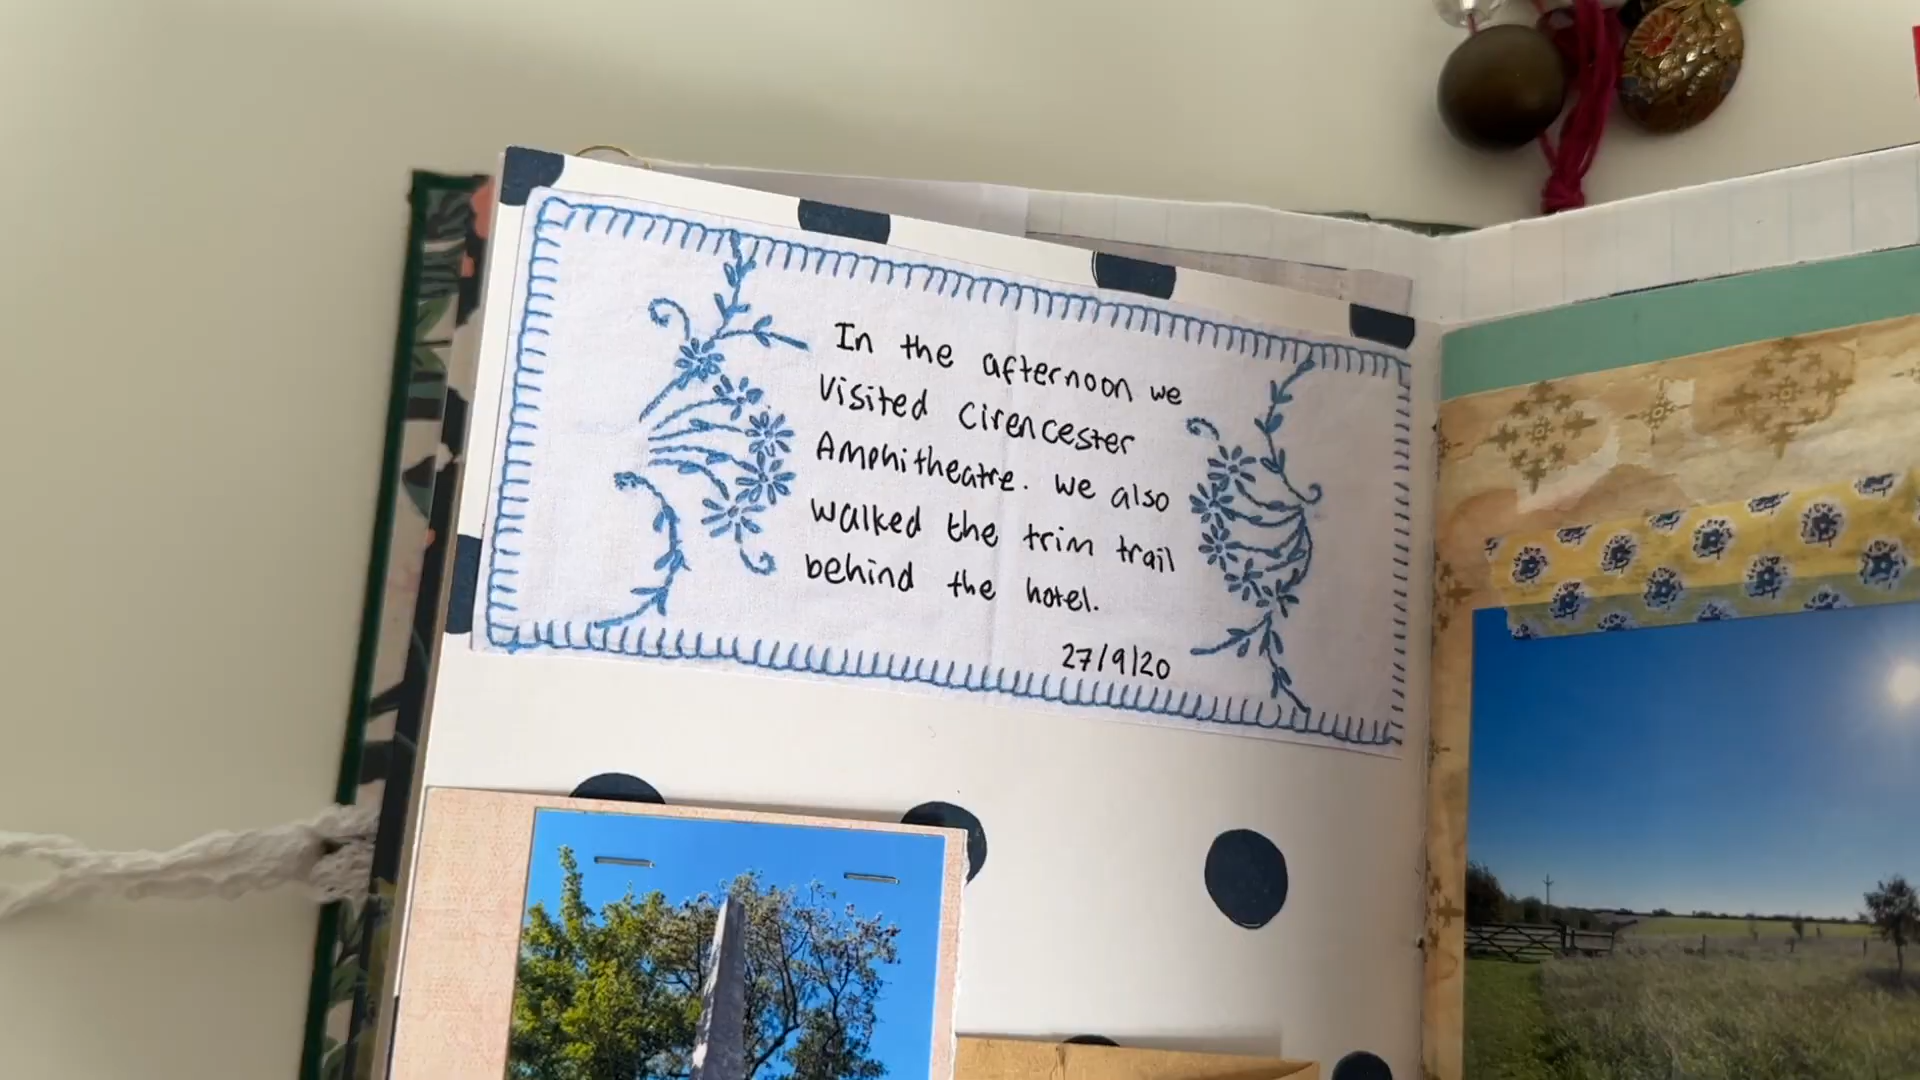 In the afternoon we
visited Cirencester
Amphitheatre. We also
walked the trim trail
behind the hotel.
27/9/20